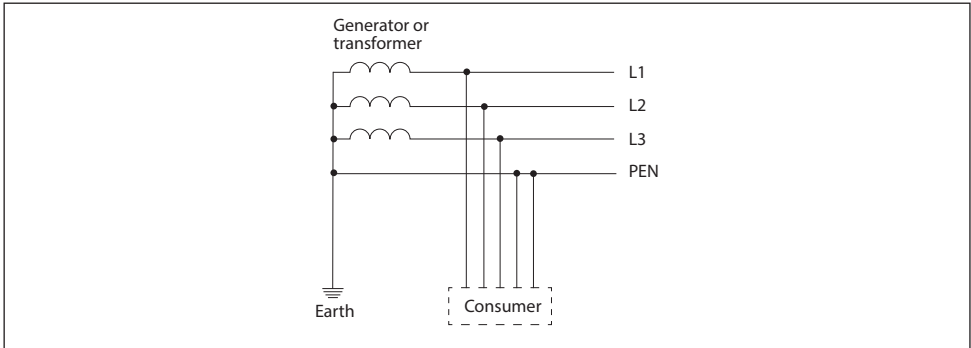 Generator or
transformer
L1
L2
L3
PEN
Earth
Consumer